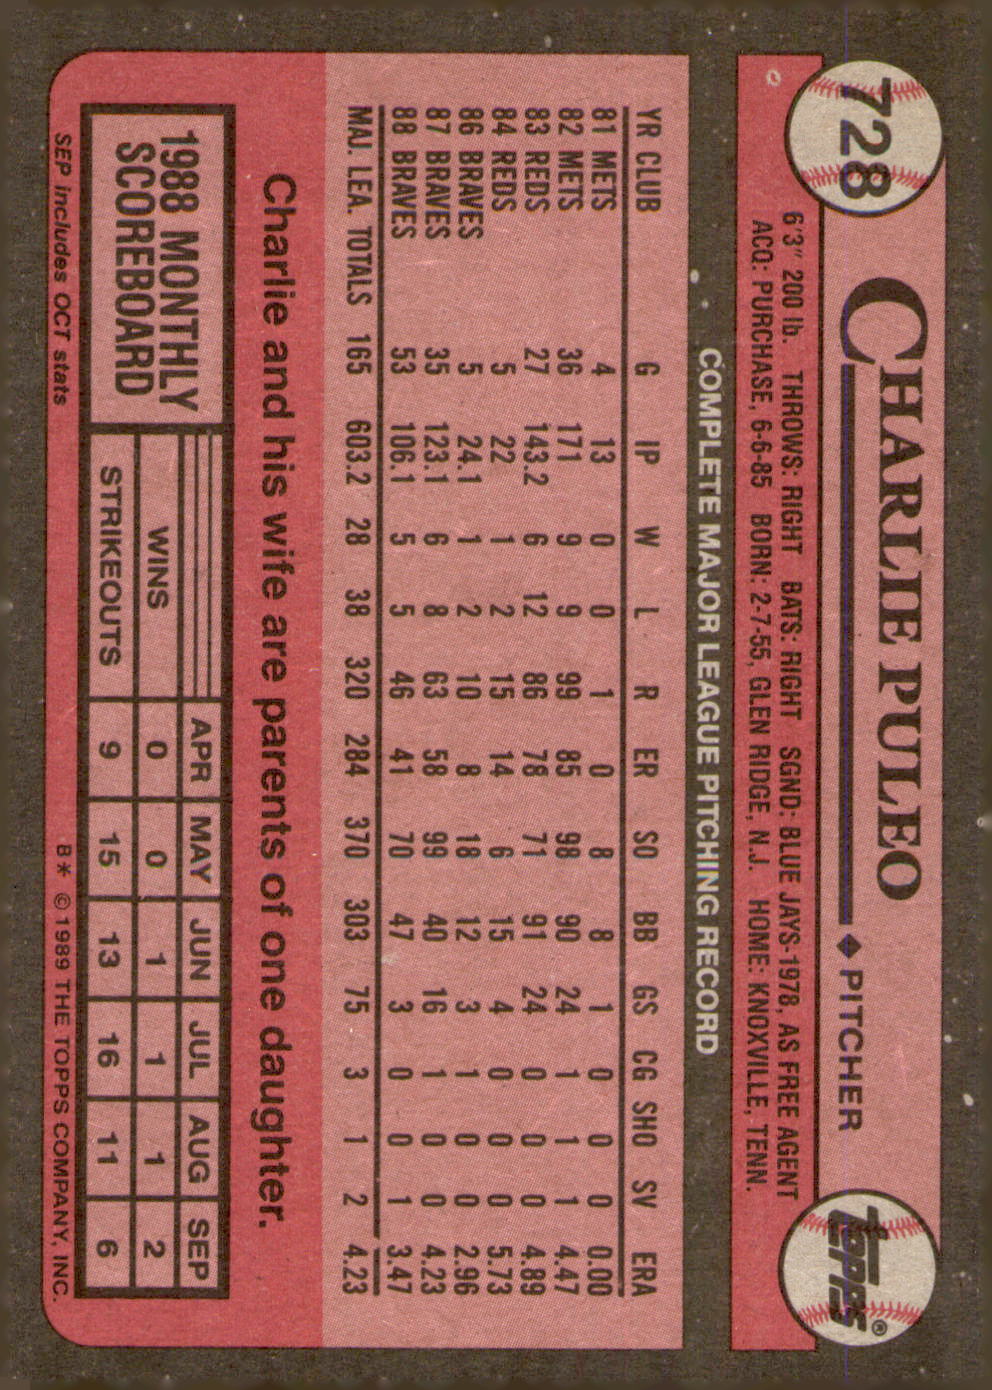 728
CHARLIE PULEO ◆ PITCHER
topps®
6'3" 200 lb. THROWS: RIGHT BATS: RIGHT SGND: BLUE JAYS-1978, AS FREE AGENT
ACQ: PURCHASE, 6-6-85 BORN: 2-7-55, GLEN RIDGE, N.J. HOME: KNOXVILLE, TENN.
COMPLETE MAJOR LEAGUE PITCHING RECORD
YR CLUB G IP W L R ER SO BB GS CG SHO SV ERA
81 METS 4 13 0 0 1 0 8 8 1 0 0 0 0.00
82 METS 36 171 9 9 99 85 98 90 24 1 1 1 4.47
83 REDS 27 143.2 6 12 86 78 71 91 24 0 0 0 4.89
84 REDS 5 22 1 2 15 14 6 15 4 0 0 0 5.73
86 BRAVES 5 24.1 1 2 10 8 18 12 3 1 0 0 2.96
87 BRAVES 35 123.1 6 8 63 58 99 40 16 1 0 0 4.23
88 BRAVES 53 106.1 5 5 46 41 70 47 3 0 0 1 3.47
MAJ. LEA. TOTALS 165 603.2 28 38 320 284 370 303 75 3 1 2 4.23
Charlie and his wife are parents of one daughter.
1988 MONTHLY
SCOREBOARD
APR MAY JUN JUL AUG SEP
WINS 0 0 1 1 1 2
STRIKEOUTS 9 15 13 16 11 6
SEP includes OCT stats
B* ©1989 THE TOPPS COMPANY, INC.